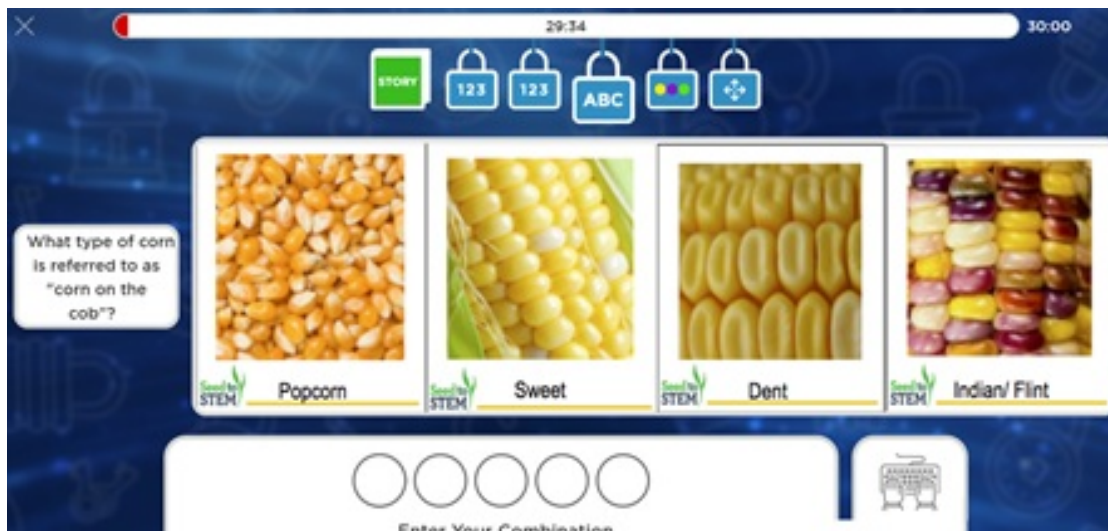 29:34
30:00
STORY
123
123
ABC
What type of corn
is referred to as
"corn on the
cob"?
Seed to
STEM
Popcorn
Seed to
STEM
Sweet
Seed to
STEM
Dent
Seed to
STEM
Indian/ Flint
Enter Your Combination